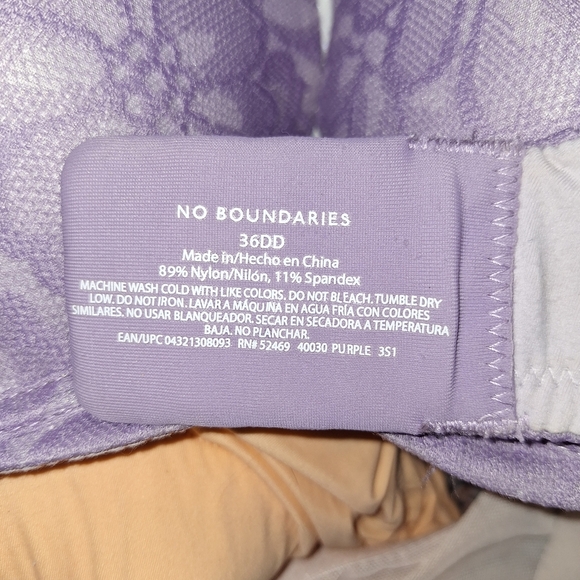 NO BOUNDARIES
36DD
Made in/Hecho en China
89% Nylon/Nilón, 11% Spandex
MACHINE WASH COLD WITH LIKE COLORS. DO NOT BLEACH. TUMBLE DRY
LOW. DO NOT IRON. LAVAR A MÁQUINA EN AGUA FRÍA CON COLORES
SIMILARES. NO USAR BLANQUEADOR. SECAR EN SECADORA A TEMPERATURA
BAJA. NO PLANCHAR.
EAN/UPC 04321308093 RN# 52469 40030 PURPLE 3S1